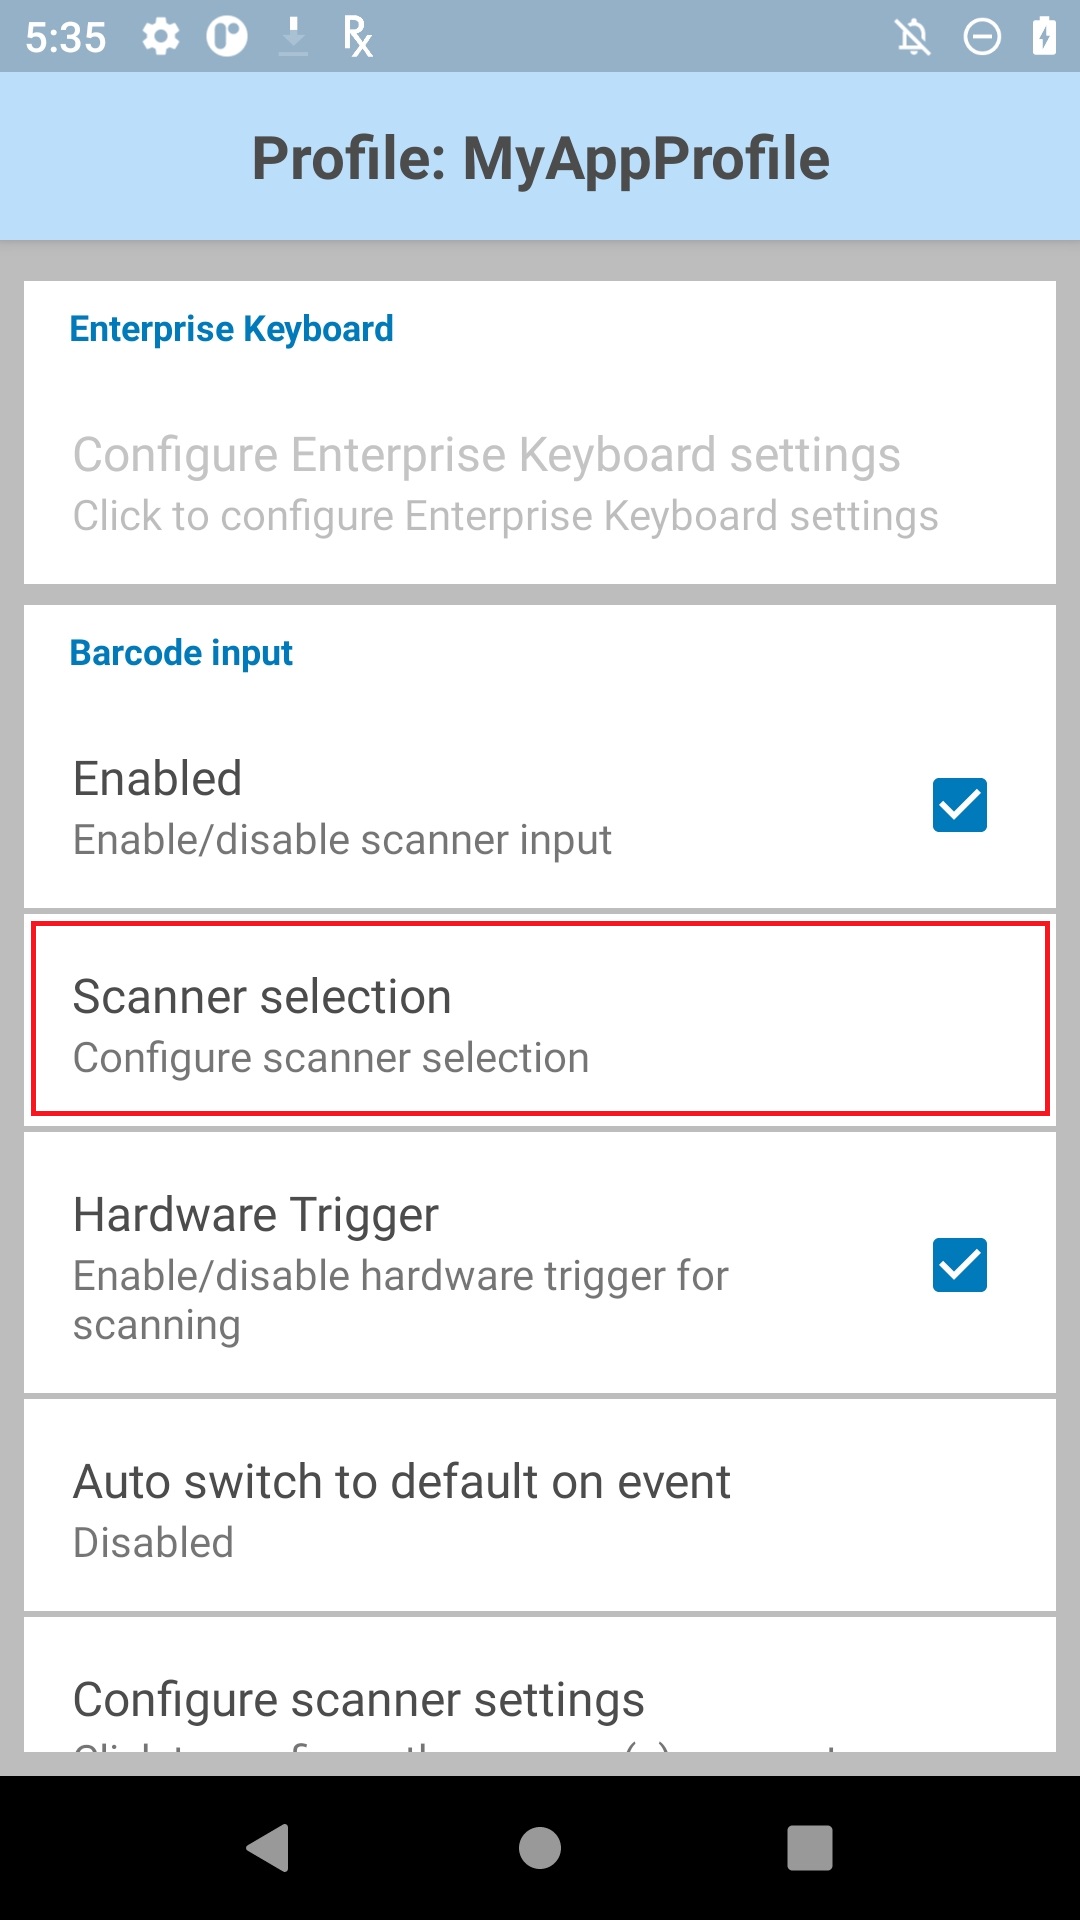 5:35
Profile: MyAppProfile
Enterprise Keyboard
Configure Enterprise Keyboard settings
Click to configure Enterprise Keyboard settings
Barcode input
Enabled
Enable/disable scanner input
Scanner selection
Configure scanner selection
Hardware Trigger
Enable/disable hardware trigger for
scanning
Auto switch to default on event
Disabled
Configure scanner settings